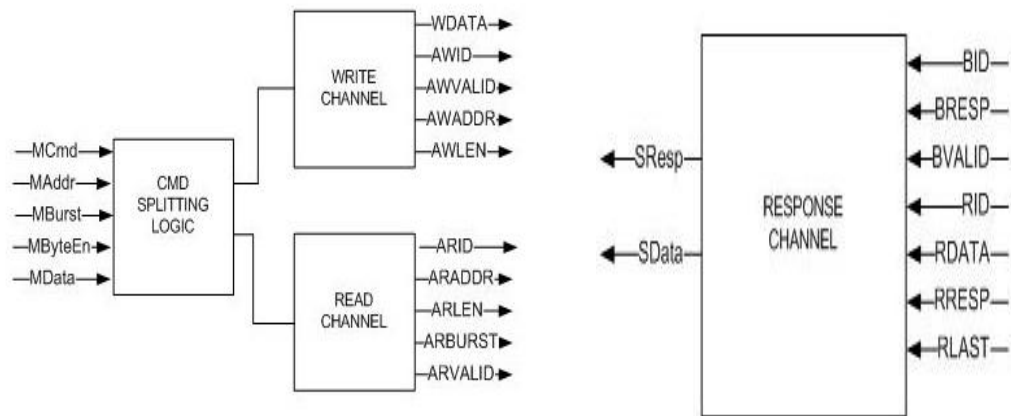 MCmd
MAddr
MBurst
MByteEn
MData
CMD
SPLITTING
LOGIC
WRITE
CHANNEL
WDATA
AWID
AWVALID
AWADDR
AWLEN
READ
CHANNEL
ARID
ARADDR
ARLEN
ARBURST
ARVALID
SResp
SData
RESPONSE
CHANNEL
BID
BRESP
BVALID
RID
RDATA
RRESP
RLAST